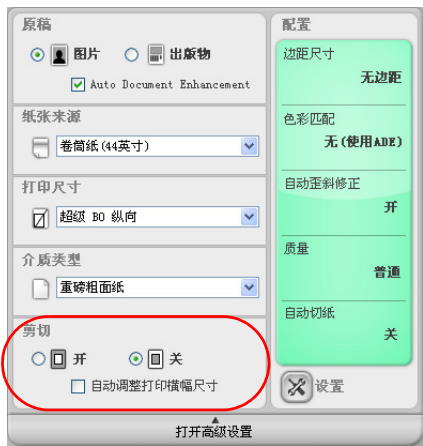 原稿
图片 出版物
Auto Document Enhancement
纸张来源
卷筒纸 (44英寸)
打印尺寸
超级 B0 纵向
介质类型
重磅粗面纸
剪切
开 关
自动调整打印横幅尺寸
配置
边距尺寸
无边距
色彩匹配
无 (使用ADE)
自动歪斜修正
开
质量
普通
自动切纸
关
设置
打开高级设置